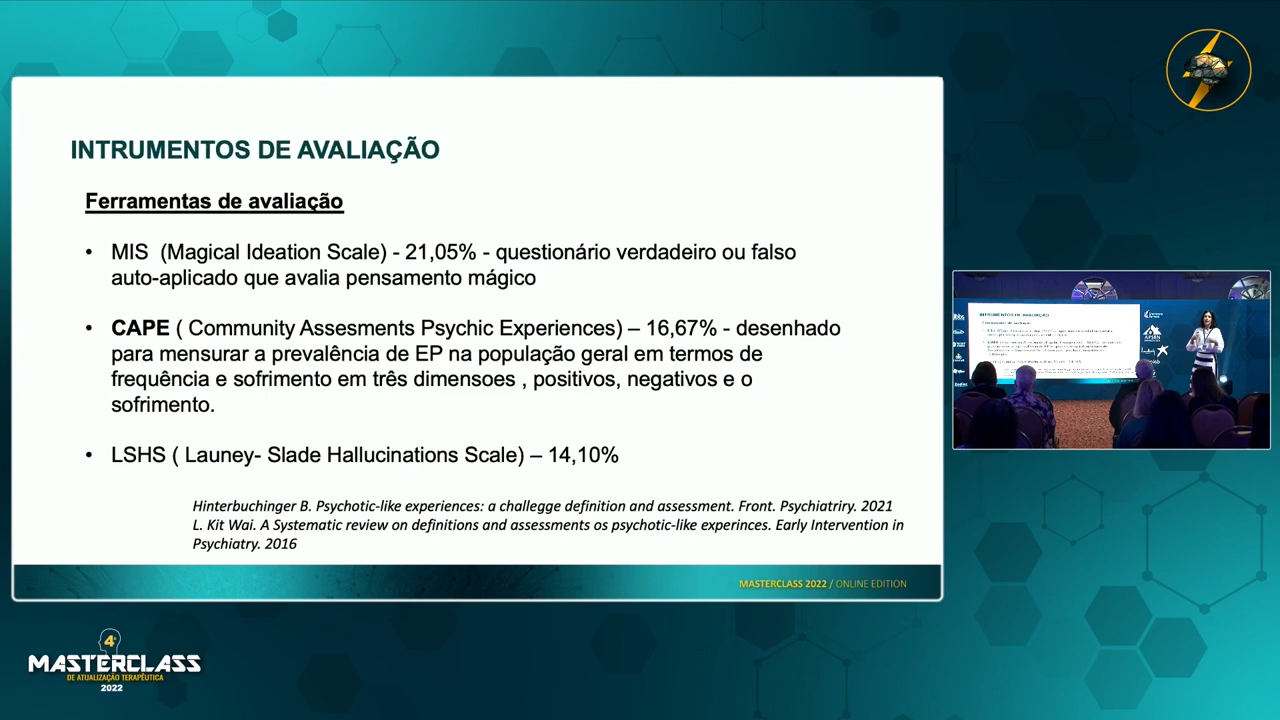 INTRUMENTOS DE AVALIAÇÃO
Ferramentas de avaliação
• MIS (Magical Ideation Scale) - 21,05% - questionário verdadeiro ou falso
auto-aplicado que avalia pensamento mágico
• CAPE ( Community Assesments Psychic Experiences) – 16,67% - desenhado
para mensurar a prevalência de EP na população geral em termos de
frequência e sofrimento em três dimensoes , positivos, negativos e o
sofrimento.
• LSHS ( Launey- Slade Hallucinations Scale) – 14,10%
Hinterbuchinger B. Psychotic-like experiences: a challegge definition and assessment. Front. Psychiatriry. 2021
L. Kit Wai. A Systematic review on definitions and assessments os psychotic-like experinces. Early Intervention in
Psychiatry. 2016
MASTERCLASS 2022 / ONLINE EDITION
INTRUMENTOS DE AVALIAÇÃO
4ª
MASTERCLASS
DE ATUALIZAÇÃO TERAPÊUTICA
2022